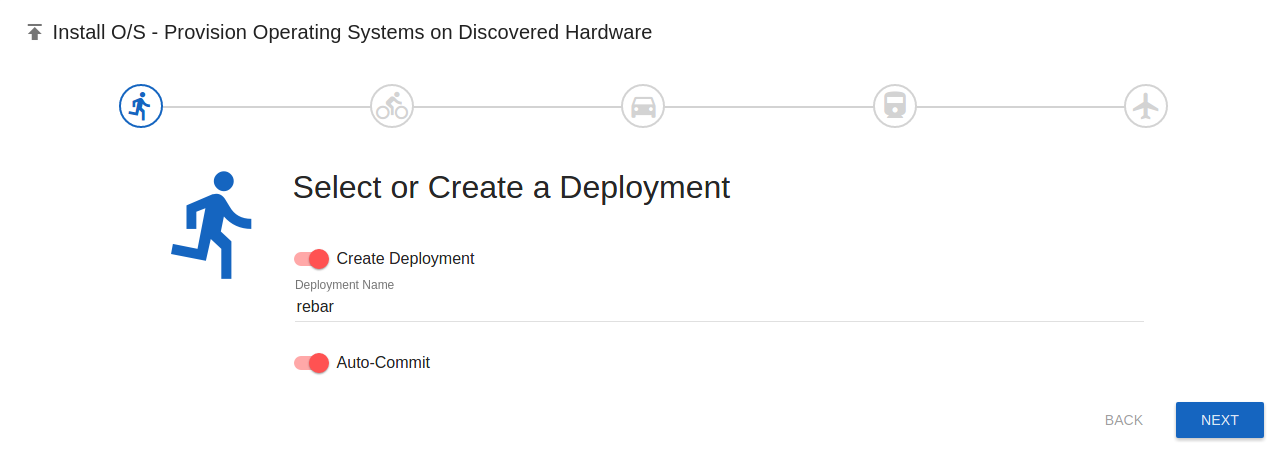 Install O/S - Provision Operating Systems on Discovered Hardware
Select or Create a Deployment
Create Deployment
Deployment Name
rebar
Auto-Commit
BACK
NEXT